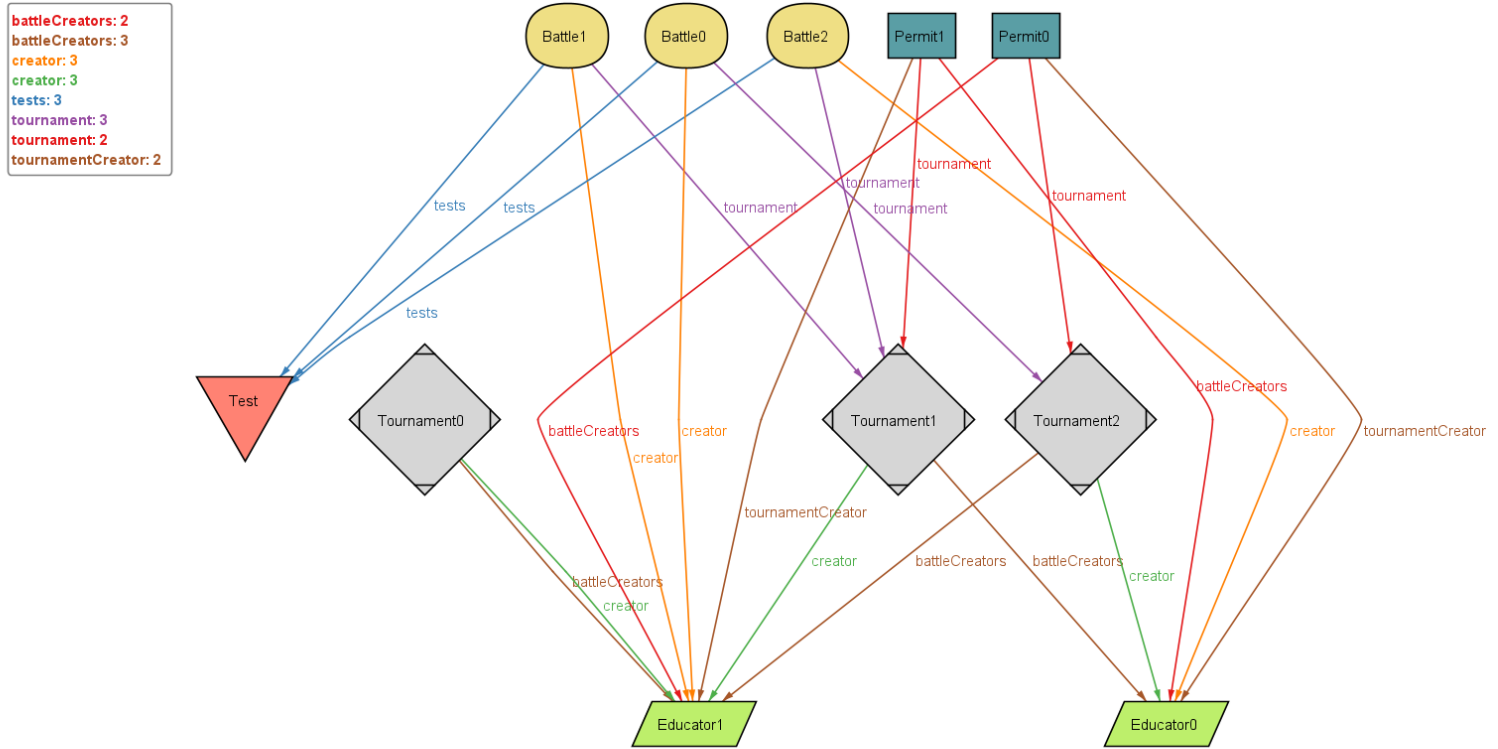 battleCreators: 2
battleCreators: 3
creator: 3
creator: 3
tests: 3
tournament: 3
tournament: 2
tournamentCreator: 2
Battle1
Battle0
Battle2
Permit1
Permit0
tournament
tournament
tournament
tests
tests
tournament
tournament
tests
battleCreators
Test
Tournament0
Tournament1
Tournament2
battleCreators
creator
creator
tournamentCreator
creator
tournamentCreator
creator
battleCreators
battleCreators
creator
battleCreators
creator
Educator1
Educator0